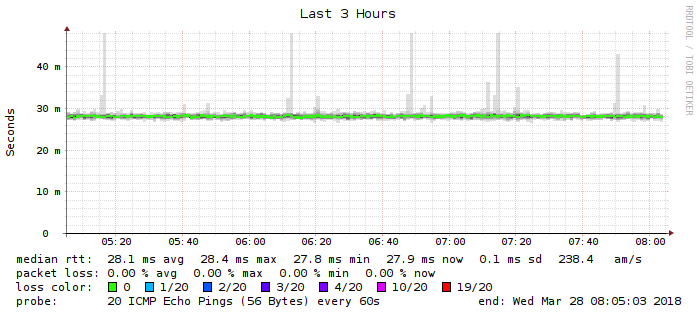 Last 3 Hours
RRDTOOL / TOBI OETIKER
Seconds
40 m
30 m
20 m
10 m
0
05:20 05:40 06:00 06:20 06:40 07:00 07:20 07:40 08:00
median rtt: 28.1 ms avg 28.4 ms max 27.8 ms min 27.9 ms now 0.1 ms sd 238.4 am/s
packet loss: 0.00 % avg 0.00 % max 0.00 % min 0.00 % now
loss color: 0 1/20 2/20 3/20 4/20 10/20 19/20
probe: 20 ICMP Echo Pings (56 Bytes) every 60s end: Wed Mar 28 08:05:03 2018